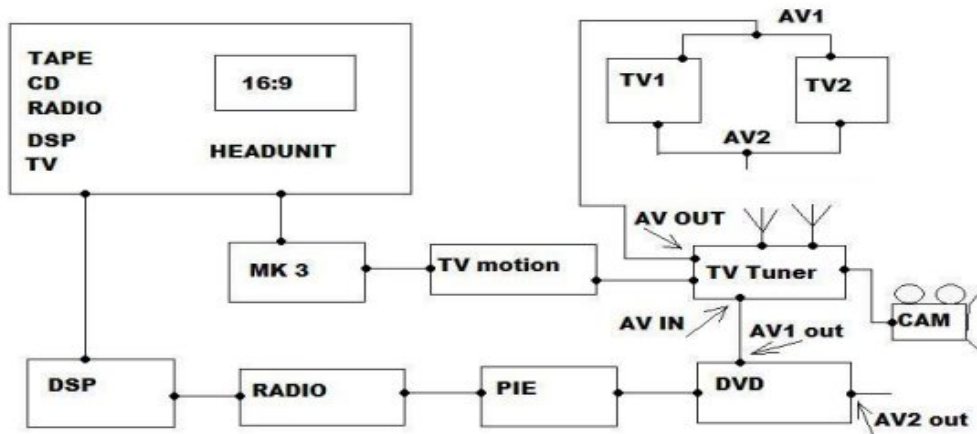 AV1
TAPE
CD
RADIO
DSP
TV
16:9
HEADUNIT
TV1
TV2
AV2
AV OUT
MK 3
TV motion
TV Tuner
CAM
AV IN
AV1 out
DSP
RADIO
PIE
DVD
AV2 out